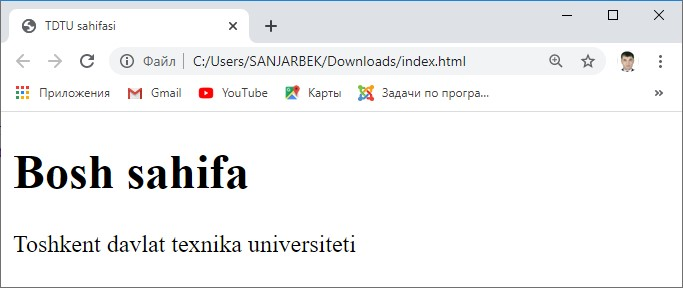 TDTU sahifasi
Файл | C:/Users/SANJARBEK/Downloads/index.html
Приложения Gmail YouTube Карты Задачи по програ...
Bosh sahifa
Toshkent davlat texnika universiteti